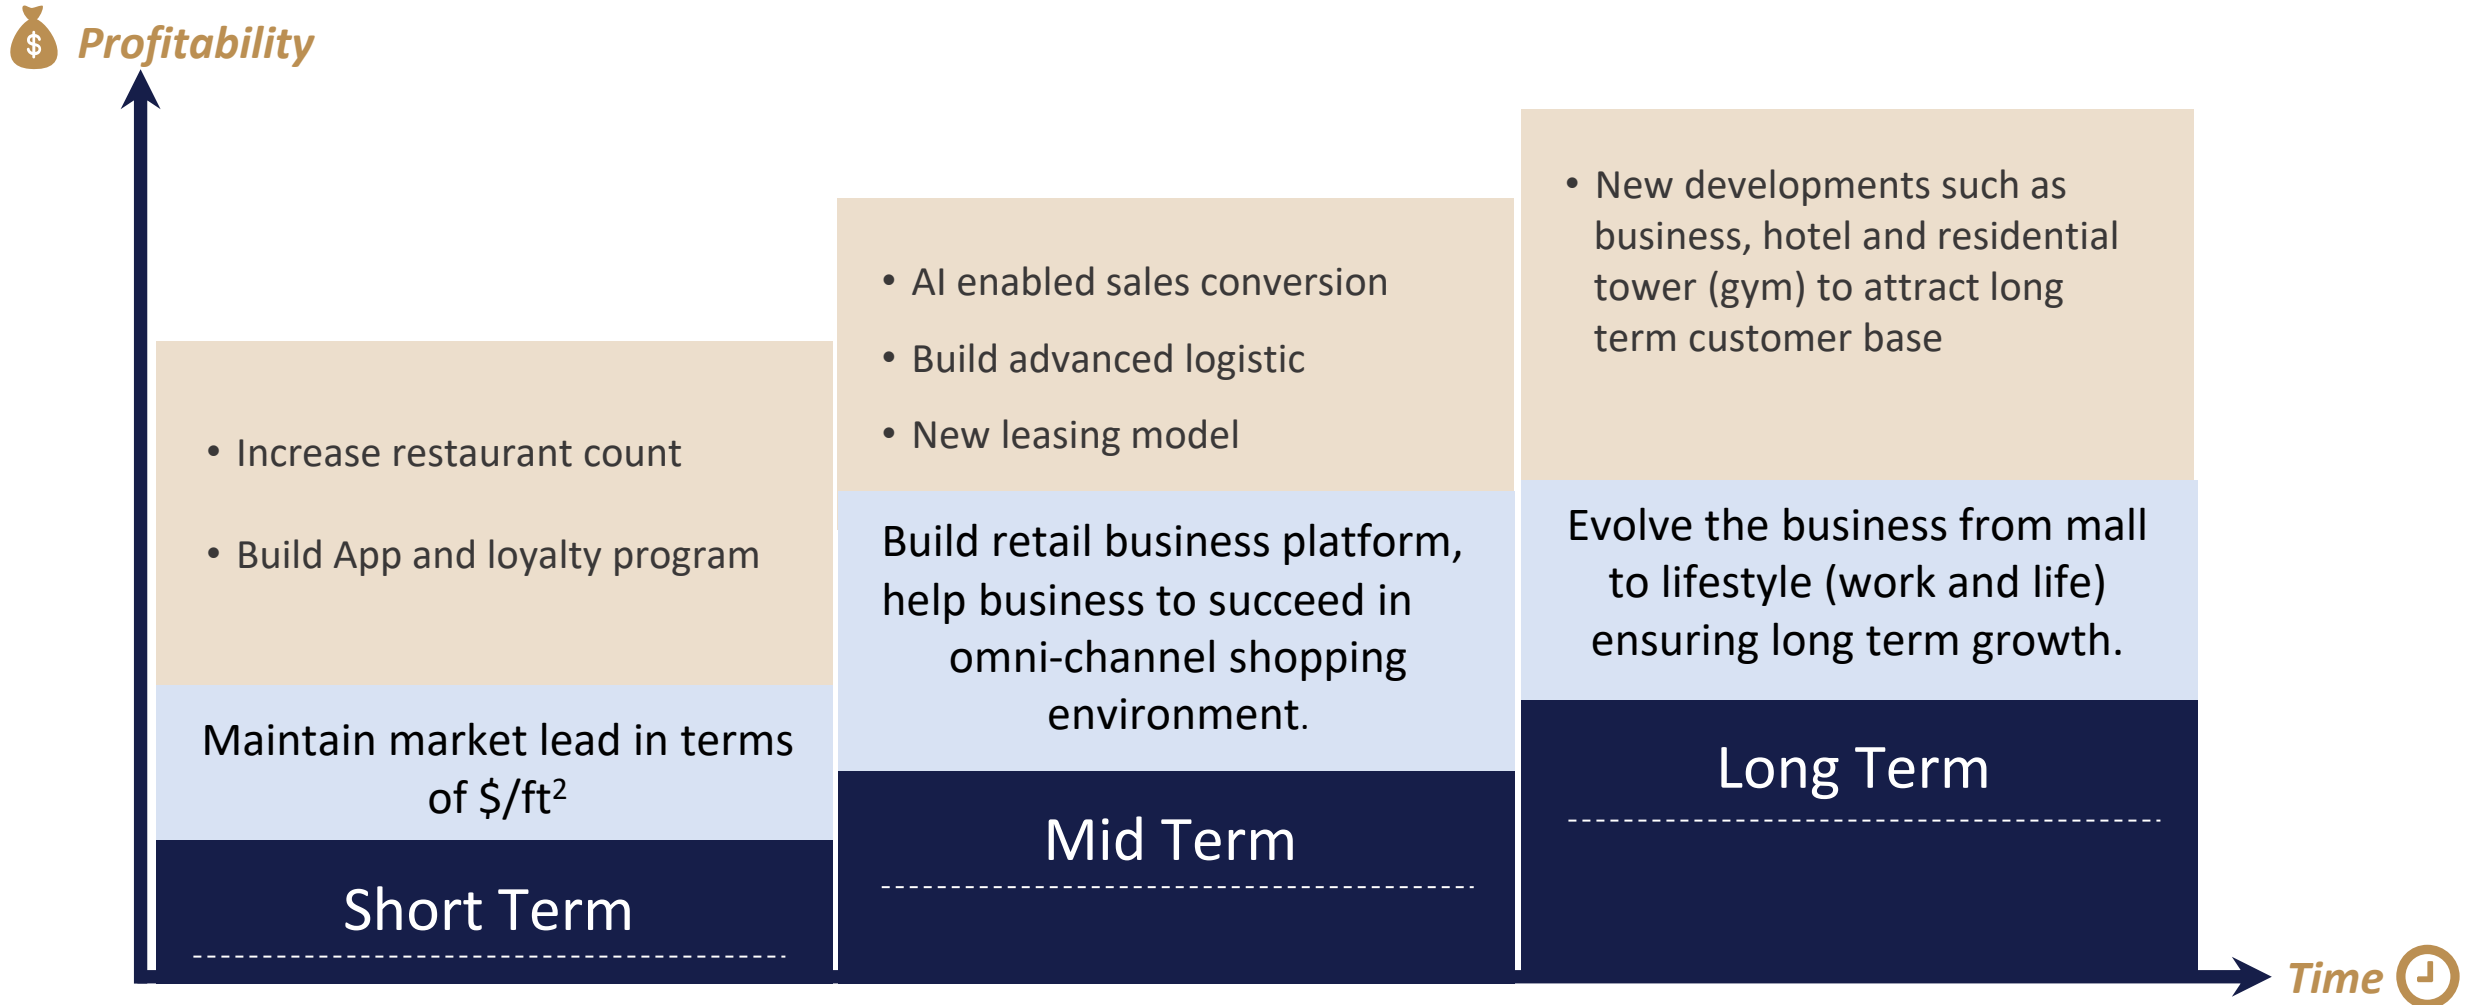 $ Profitability
• Increase restaurant count
• Build App and loyalty program
Maintain market lead in terms
of $/ft²
Short Term
• AI enabled sales conversion
• Build advanced logistic
• New leasing model
Build retail business platform,
help business to succeed in
omni-channel shopping
environment.
Mid Term
• New developments such as
business, hotel and residential
tower (gym) to attract long
term customer base
Evolve the business from mall
to lifestyle (work and life)
ensuring long term growth.
Long Term
Time